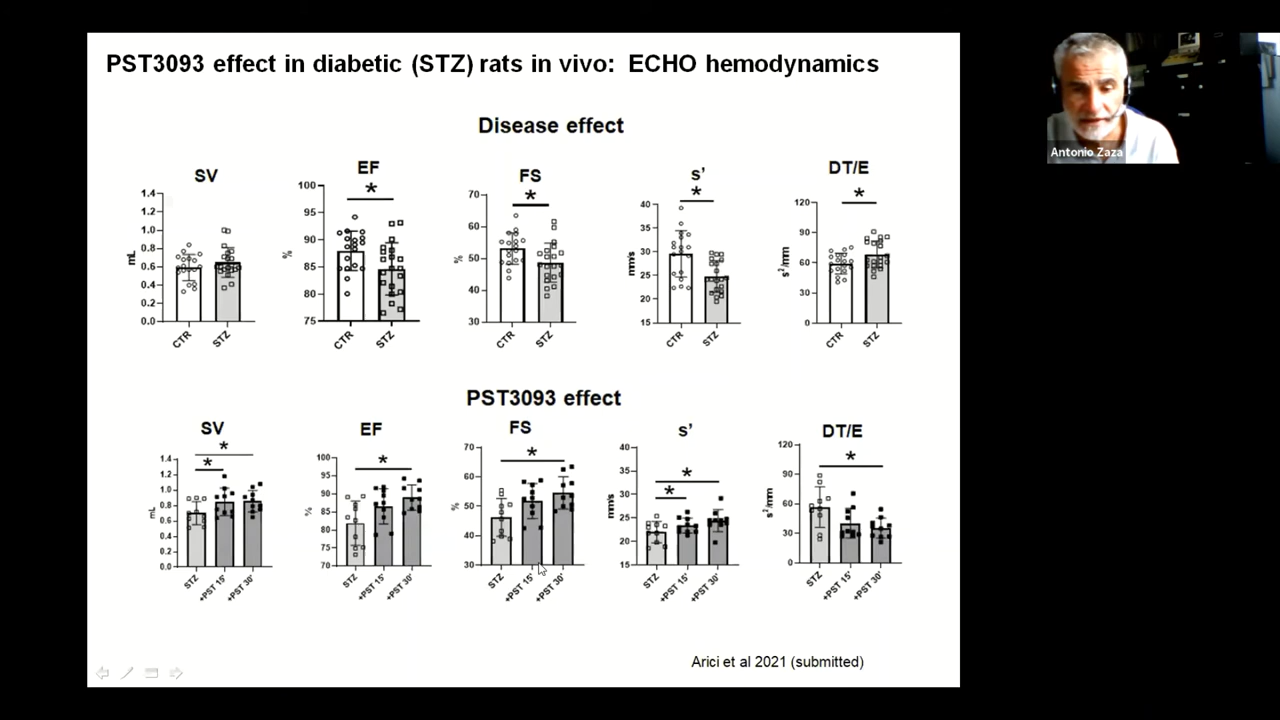 PST3093 effect in diabetic (STZ) rats in vivo: ECHO hemodynamics
Antonio Zaza
Disease effect
SV
1.4
1.2
1.0
0.8
0.6
0.4
0.2
0.0
mL
CTR
STZ
EF
*
100
95
90
85
80
75
%
CTR
STZ
FS
*
70
60
50
40
30
%
CTR
STZ
s'
*
40
35
30
25
20
15
mm/s
CTR
STZ
DT/E
*
120
90
60
30
0
s²/mm
CTR
STZ
PST3093 effect
SV
*
*
1.4
1.2
1.0
0.8
0.6
0.4
0.2
0.0
mL
STZ
+PST 15'
+PST 30'
EF
*
100
95
90
85
80
75
70
%
STZ
+PST 15'
+PST 30'
FS
*
70
60
50
40
30
%
STZ
+PST 15'
+PST 30'
s'
*
*
40
35
30
25
20
15
mm/s
STZ
+PST 15'
+PST 30'
DT/E
*
120
90
60
30
0
s²/mm
STZ
+PST 15'
+PST 30'
Arici et al 2021 (submitted)